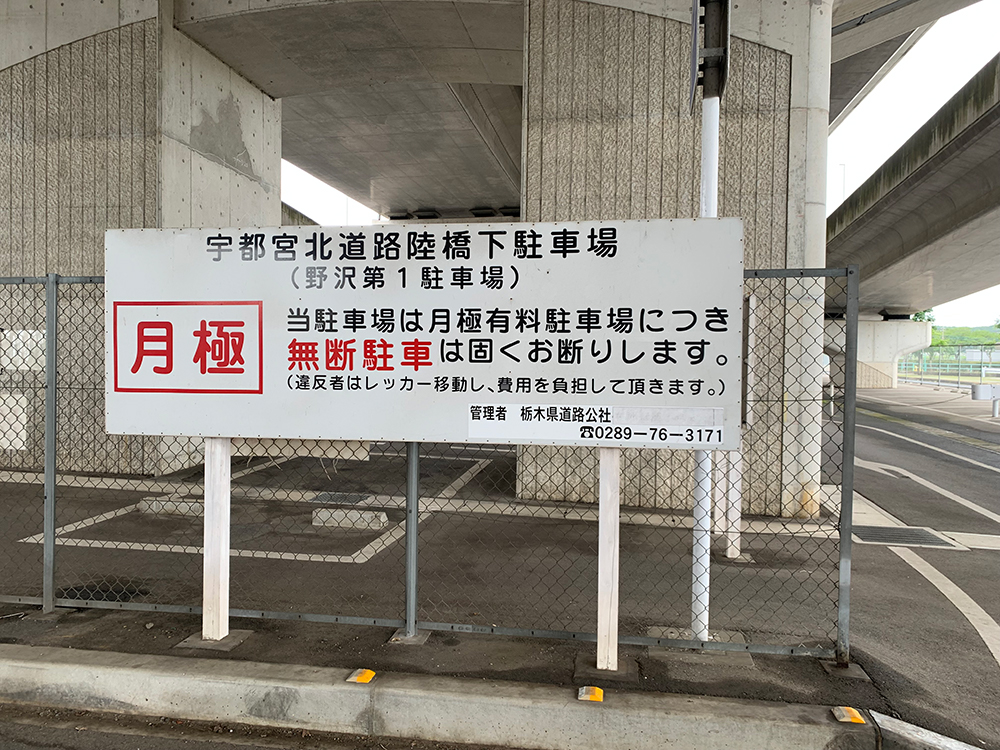 宇都宮北道路陸橋下駐車場
（野沢第１駐車場）
月極
当駐車場は月極有料駐車場につき
無断駐車は固くお断りします。
（違反者はレッカー移動し、費用を負担して頂きます。）
管理者 栃木県道路公社
☎0289－76－3171